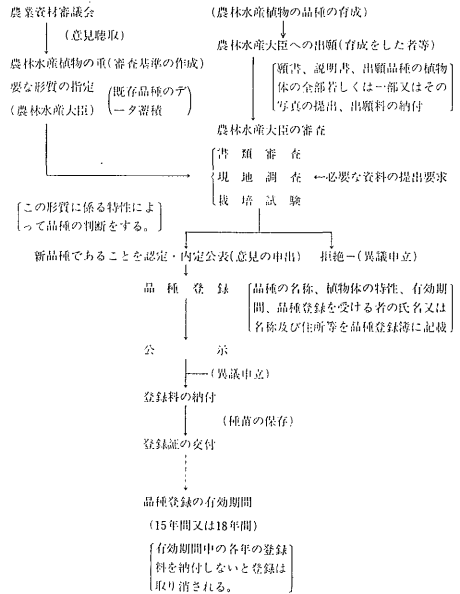 農業資材審議会
(意見聴取)
農林水産植物の重(審査基準の作成)
要な形質の指定
(農林水産大臣)
既存品種のデ
ータ蓄積
(農林水産植物の品種の育成)
農林水産大臣への出願(育成をした者等)
願書、説明書、出願品種の植物
体の全部若しくは一部又はその
写真の提出、出願料の納付
農林水産大臣の審査
書類審査
現地調査 ←必要な資料の提出要求
栽培試験
この形質に係る特性によ
って品種の判断をする。
新品種であることを認定・内定公表(意見の申出) 拒絶―(異議申立)
品種登録
品種の名称、植物体の特性、有効期
間、品種登録を受ける者の氏名又は
名称及び住所等を品種登録簿に記載
公示
(異議申立)
登録料の納付
(種苗の保存)
登録証の交付
品種登録の有効期間
(15年間又は18年間)
有効期間中の各年の登録
料を納付しないと登録は
取り消される。